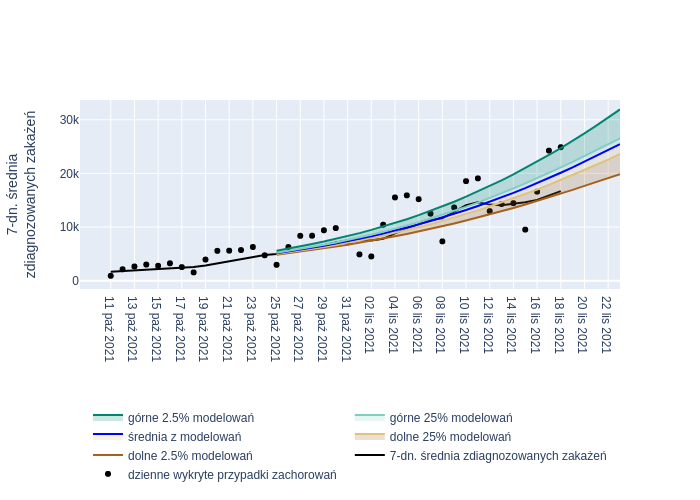 7-dn. średnia
zdiagnozowanych zakażeń
30k
20k
10k
0
11 paź 2021
13 paź 2021
15 paź 2021
17 paź 2021
19 paź 2021
21 paź 2021
23 paź 2021
25 paź 2021
27 paź 2021
29 paź 2021
31 paź 2021
02 lis 2021
04 lis 2021
06 lis 2021
08 lis 2021
10 lis 2021
12 lis 2021
14 lis 2021
16 lis 2021
18 lis 2021
20 lis 2021
22 lis 2021
górne 2.5% modelowań
górne 25% modelowań
średnia z modelowań
dolne 25% modelowań
dolne 2.5% modelowań
7-dn. średnia zdiagnozowanych zakażeń
dzienne wykryte przypadki zachorowań